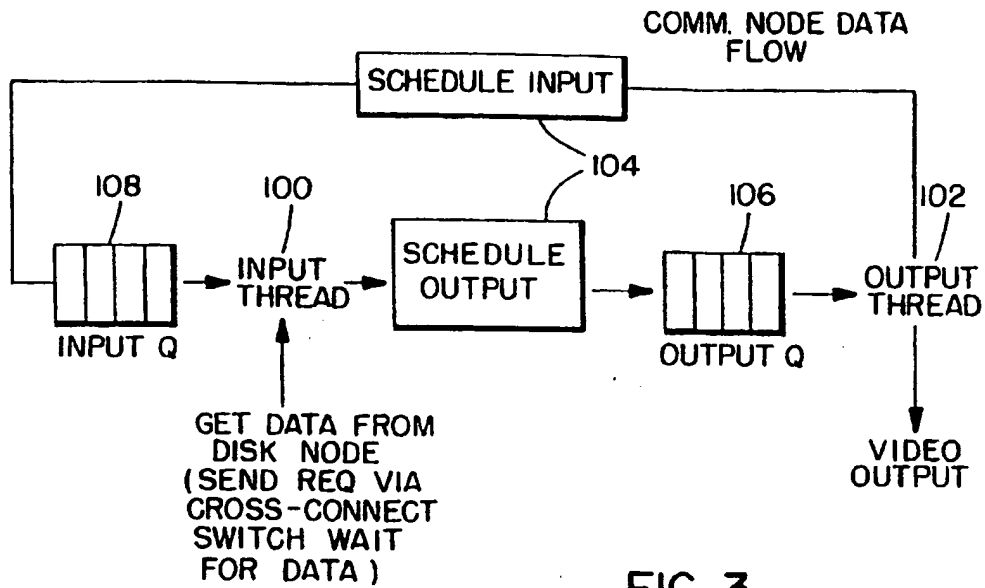 COMM. NODE DATA
FLOW
SCHEDULE INPUT
104
108
100
106
102
INPUT
THREAD
SCHEDULE
OUTPUT
OUTPUT
THREAD
INPUT Q
OUTPUT Q
GET DATA FROM
DISK NODE
(SEND REQ VIA
CROSS-CONNECT
SWITCH WAIT
FOR DATA)
VIDEO
OUTPUT
FIG. 3